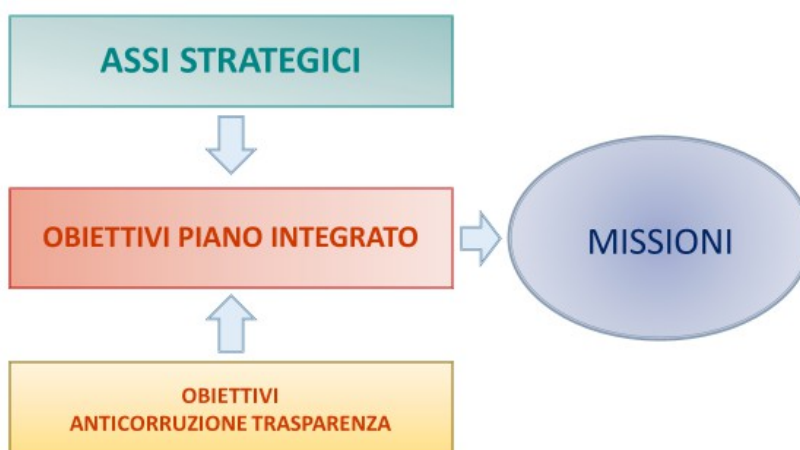 ASSI STRATEGICI
OBIETTIVI PIANO INTEGRATO
MISSIONI
OBIETTIVI
ANTICORRUZIONE TRASPARENZA